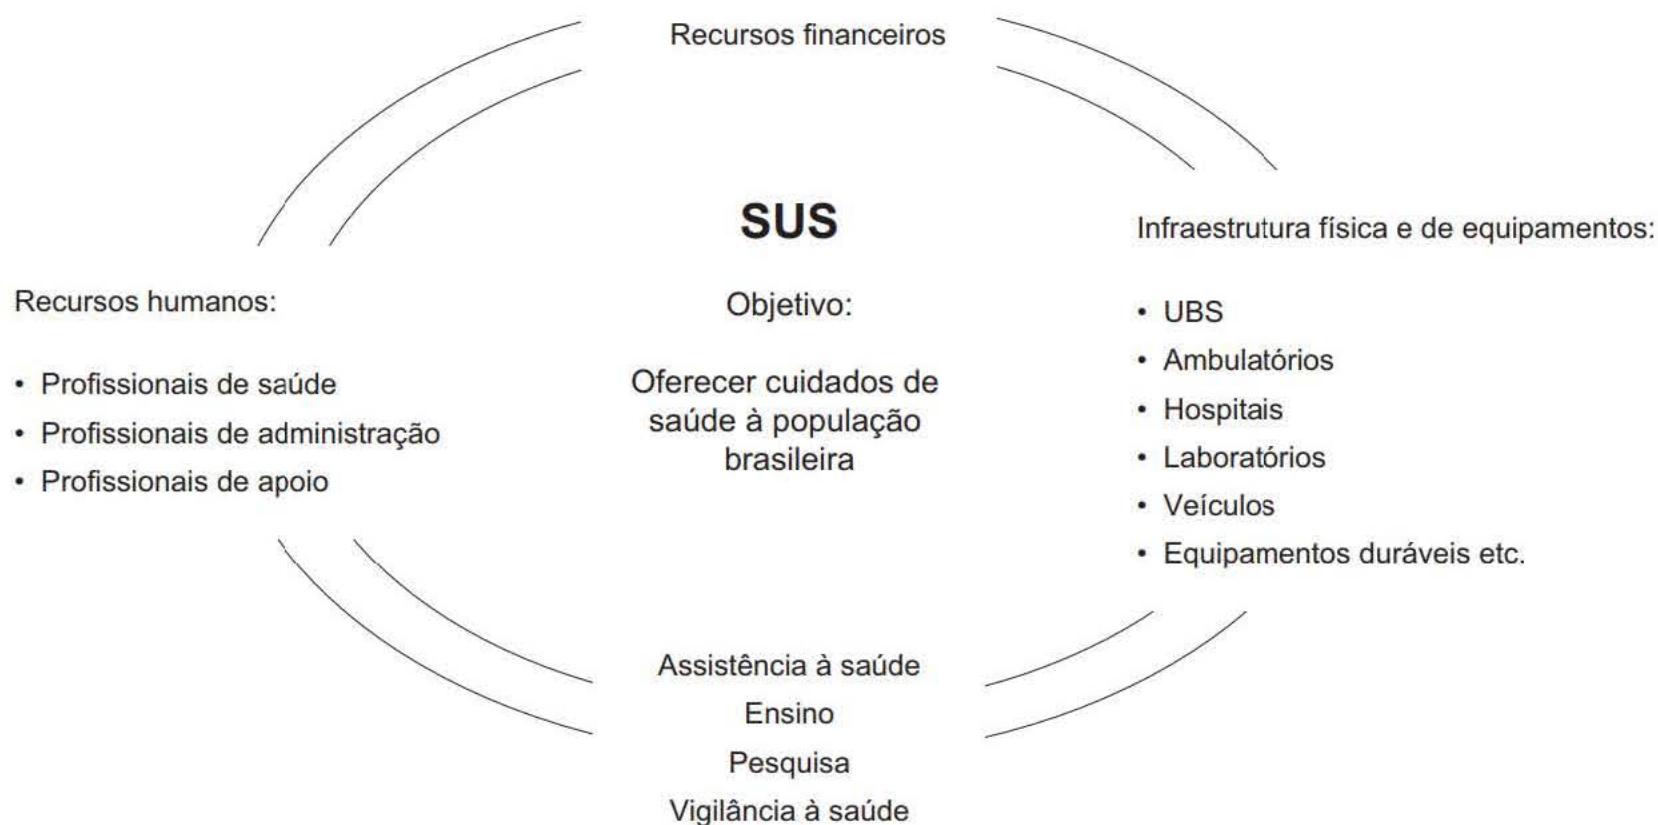 Recursos financeiros
SUS
Objetivo:
Oferecer cuidados de
saúde à população
brasileira
Recursos humanos:
• Profissionais de saúde
• Profissionais de administração
• Profissionais de apoio
Infraestrutura física e de equipamentos:
• UBS
• Ambulatórios
• Hospitais
• Laboratórios
• Veículos
• Equipamentos duráveis etc.
Assistência à saúde
Ensino
Pesquisa
Vigilância à saúde